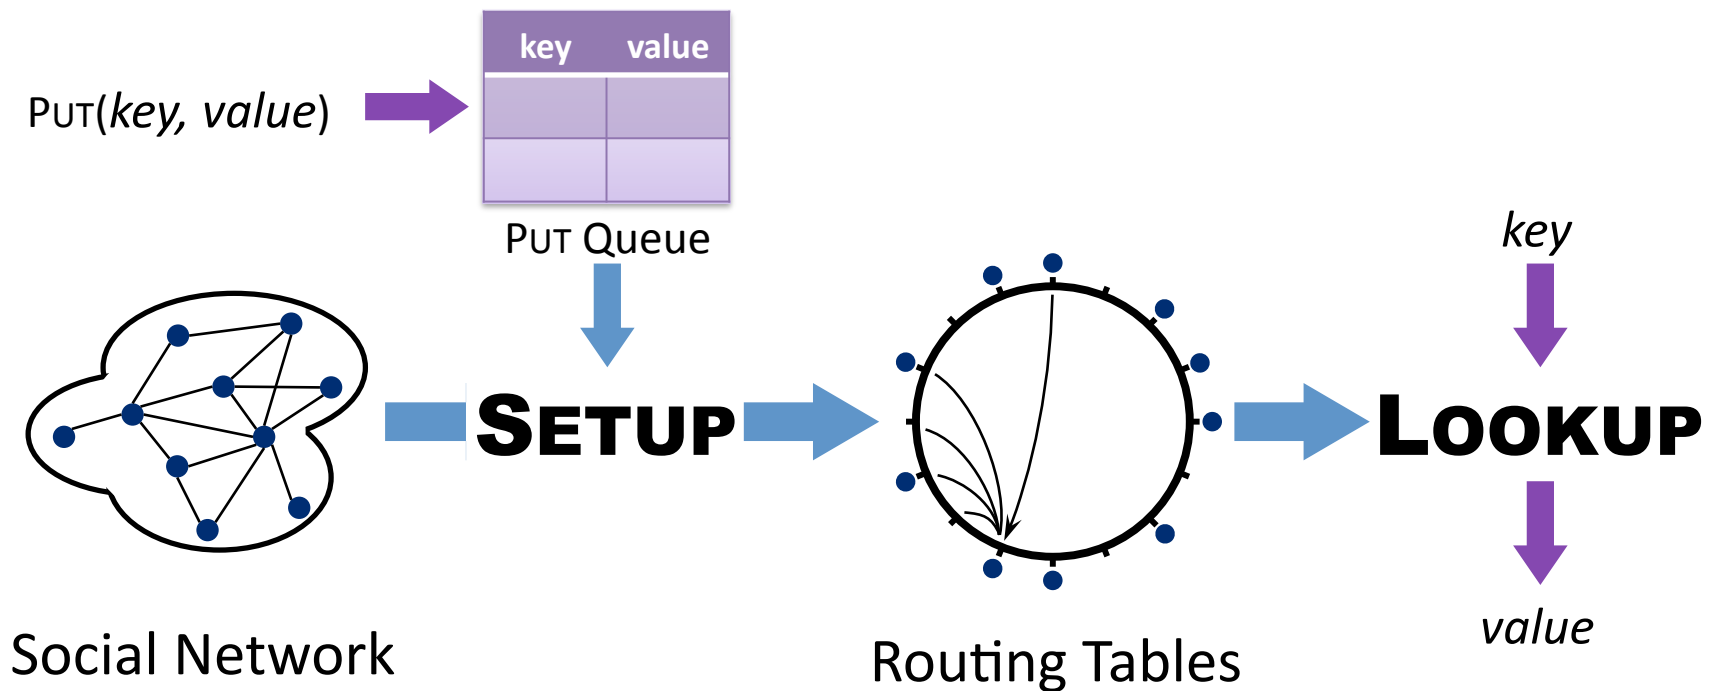 key value
PUT(key, value)
PUT Queue
key
SETUP
LOOKUP
value
Social Network
Routing Tables